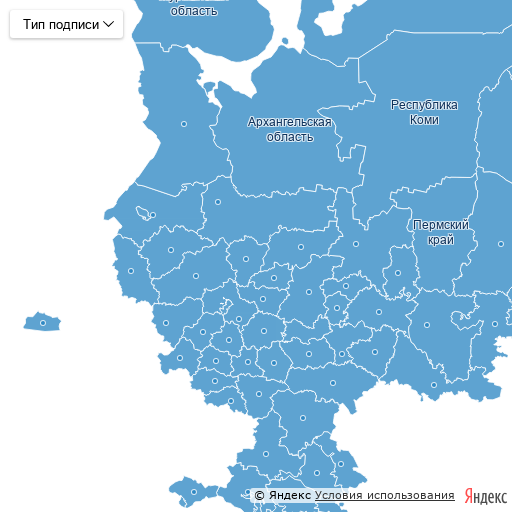 область
Тип подписи
Республика
Коми
Архангельская
область
Пермский
край
© Яндекс Условия использования
Яндекс